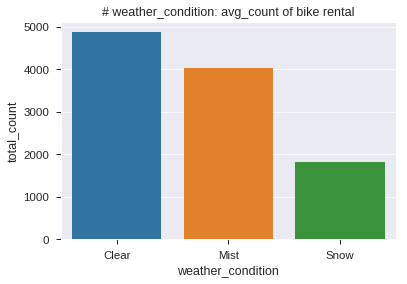 # weather_condition: avg_count of bike rental
5000
4000
3000
2000
1000
0
total_count
Clear Mist Snow
weather_condition